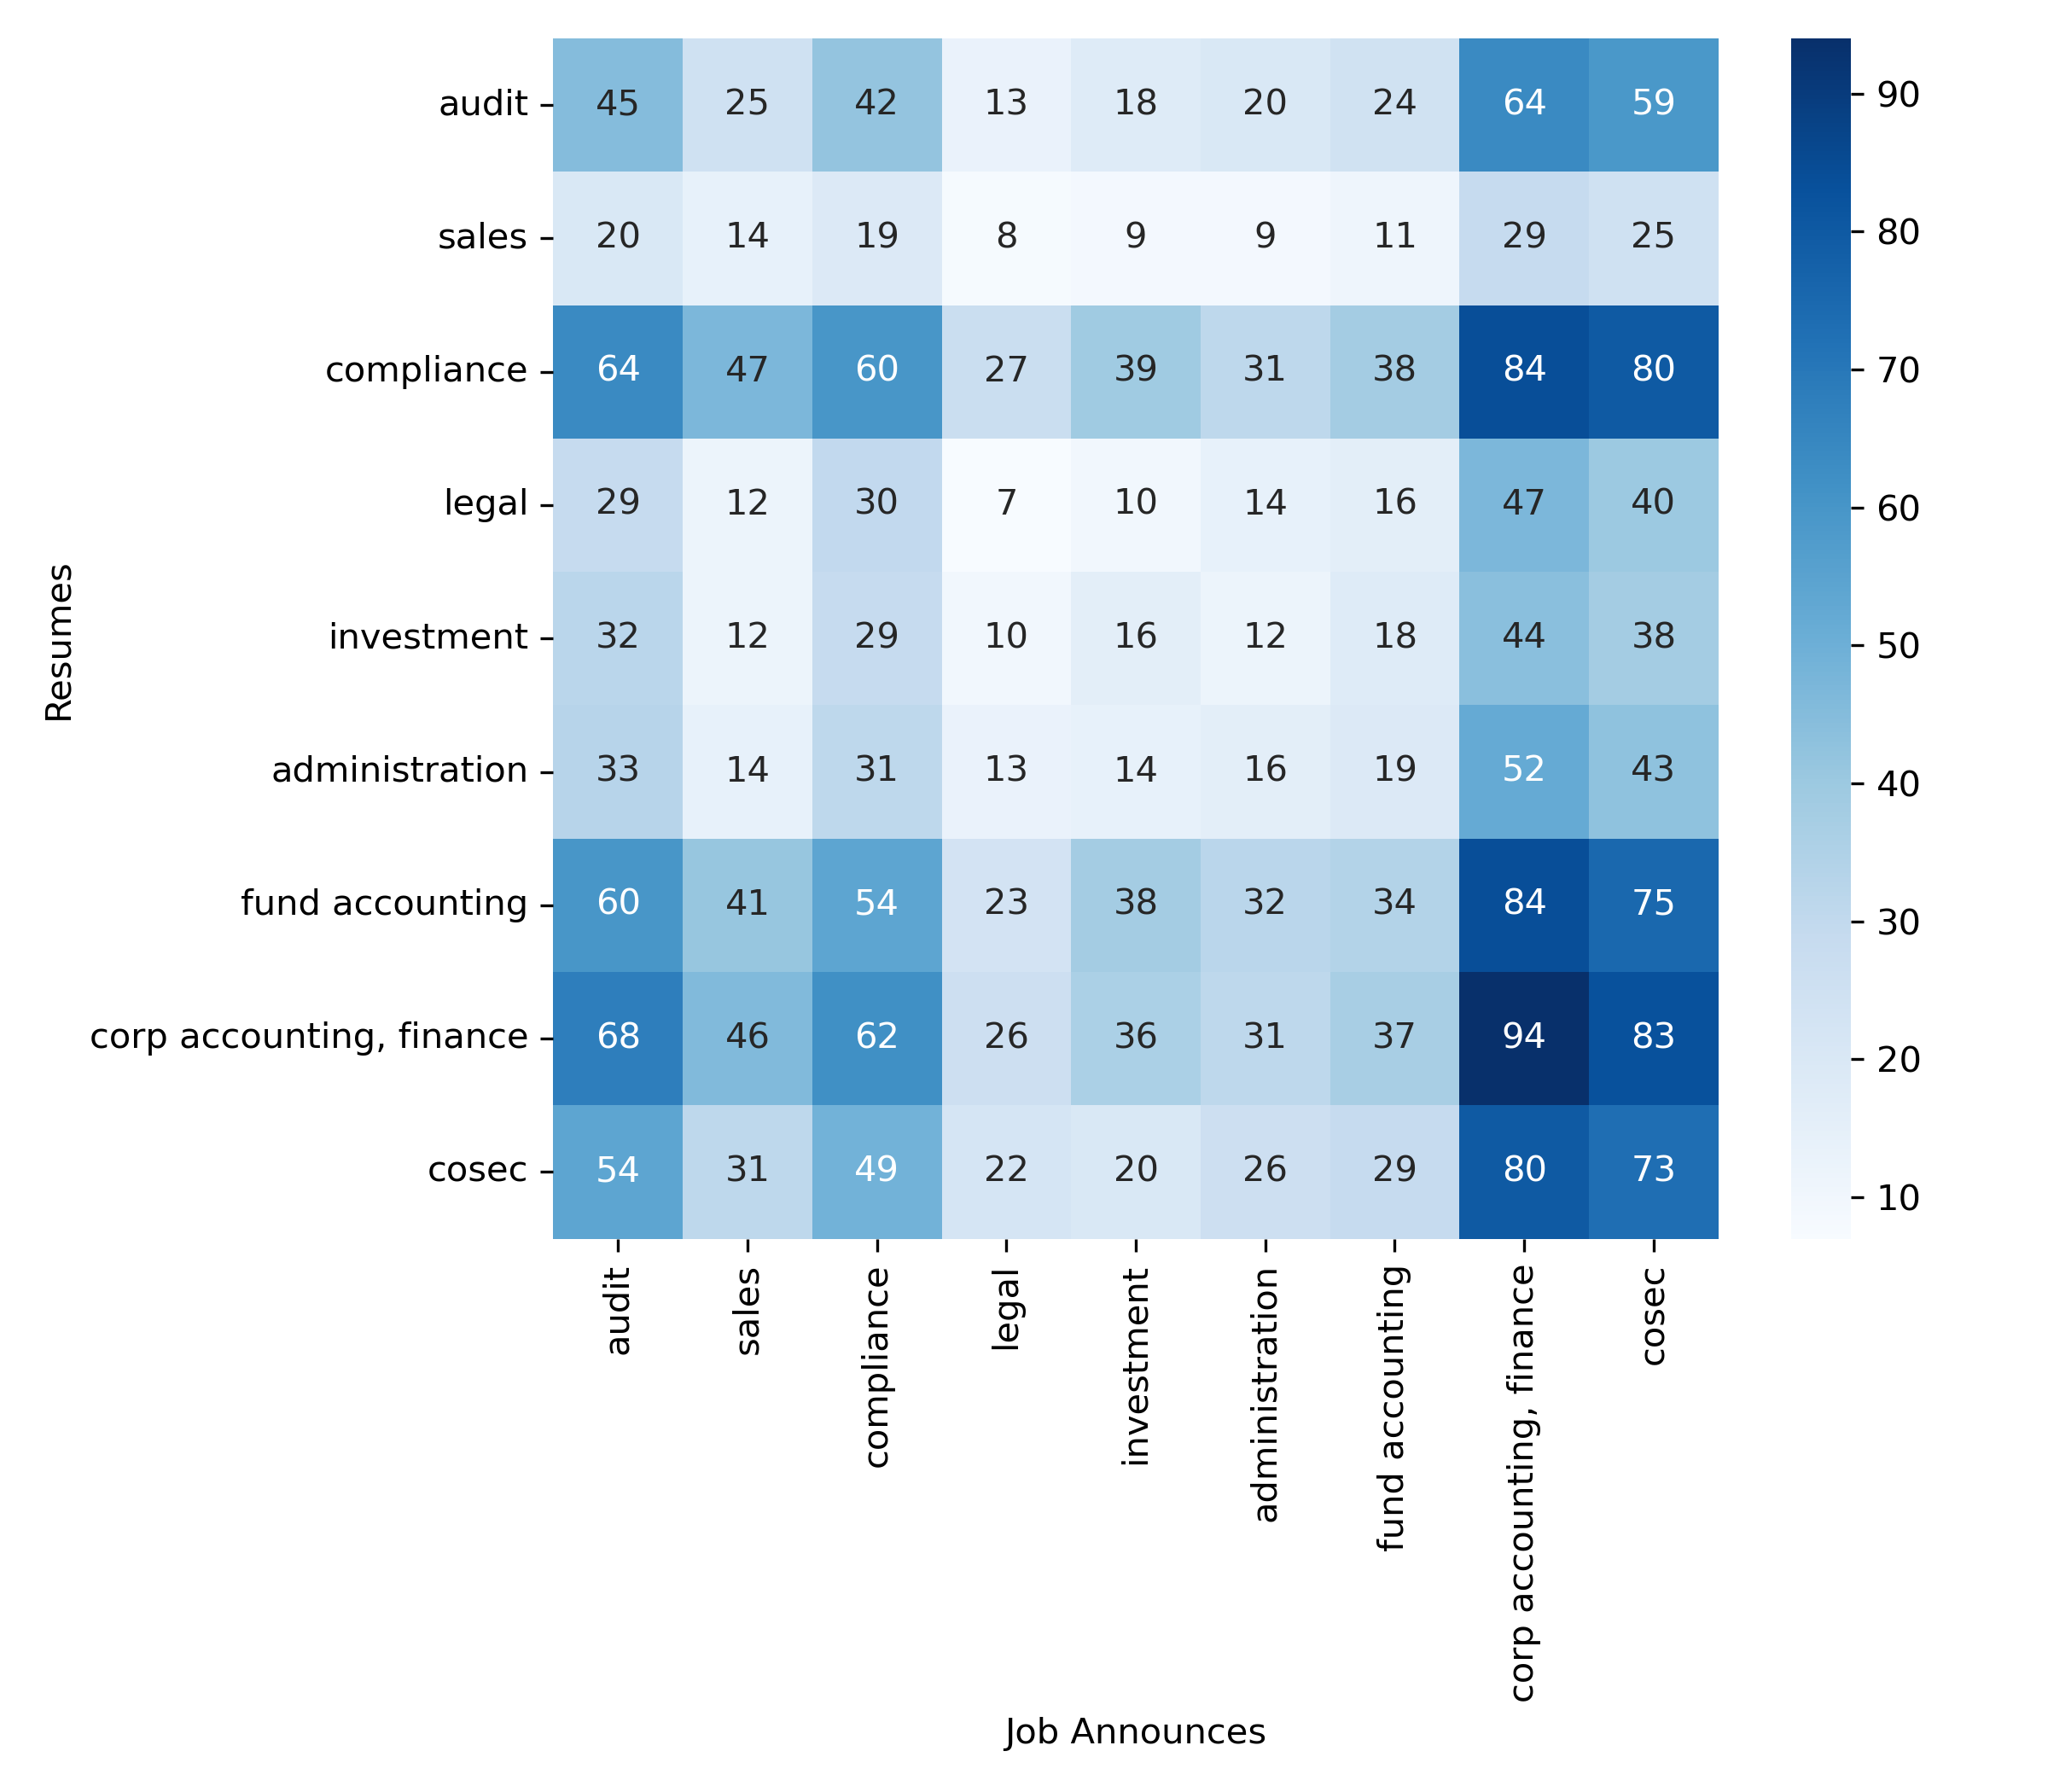 audit 45 25 42 13 18 20 24 64 59
sales 20 14 19 8 9 9 11 29 25
compliance 64 47 60 27 39 31 38 84 80
legal 29 12 30 7 10 14 16 47 40
investment 32 12 29 10 16 12 18 44 38
administration 33 14 31 13 14 16 19 52 43
fund accounting 60 41 54 23 38 32 34 84 75
corp accounting, finance 68 46 62 26 36 31 37 94 83
cosec 54 31 49 22 20 26 29 80 73
Resumes
audit
sales
compliance
legal
investment
administration
fund accounting
corp accounting, finance
cosec
Job Announces
90
80
70
60
50
40
30
20
10